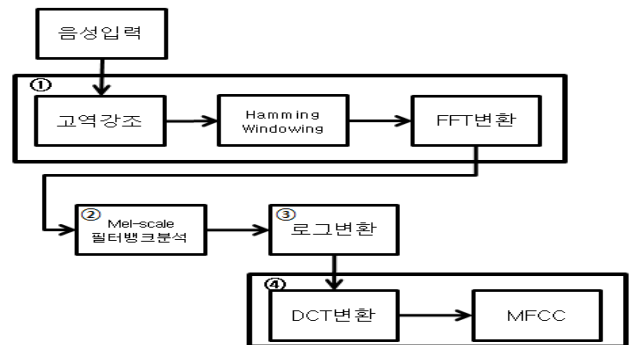 음성입력
①
고역강조
Hamming
Windowing
FFT변환
②
Mel-scale
필터뱅크분석
③
로그변환
④
DCT변환
MFCC